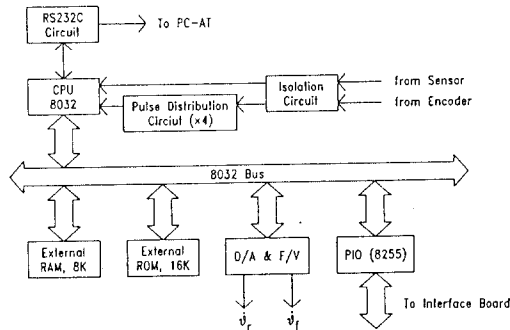 RS232C
Circuit
To PC-AT
CPU
8032
Isolation
Circuit
from Sensor
from Encoder
Pulse Distribution
Circiut (×4)
8032 Bus
External
RAM, 8K
External
ROM, 16K
D/A & F/V
PIO (8255)
To Interface Board
v̇r
v̇f